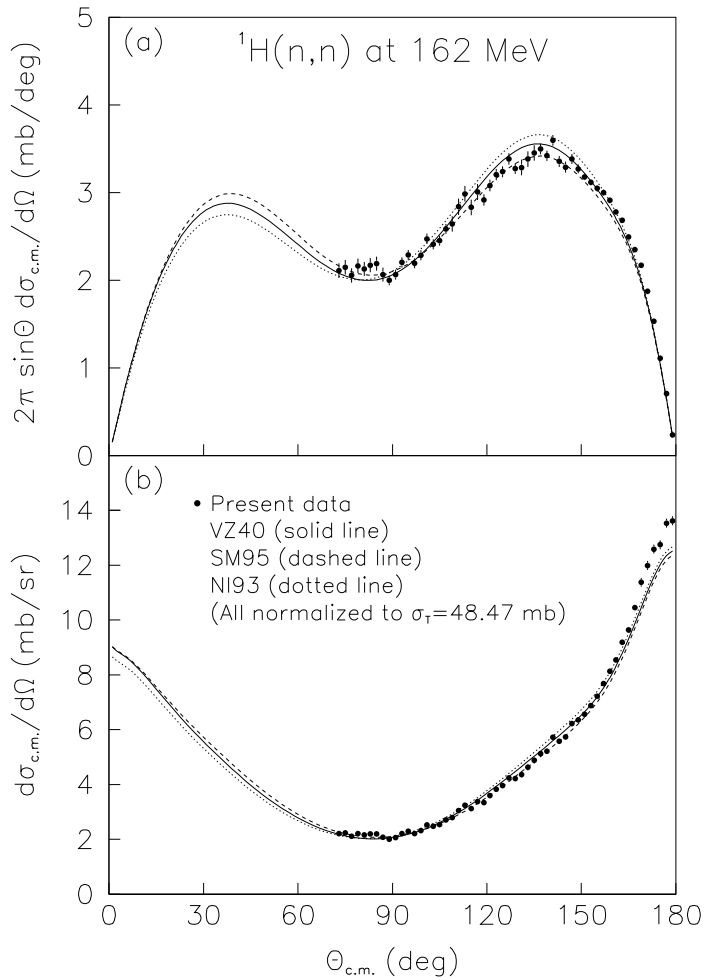 (a)
¹H(n,n) at 162 MeV
2π sinΘ dσc.m./dΩ (mb/deg)
5
4
3
2
1
0
(b)
Present data
VZ40 (solid line)
SM95 (dashed line)
NI93 (dotted line)
(All normalized to σT=48.47 mb)
dσc.m./dΩ (mb/sr)
14
12
10
8
6
4
2
0
0 30 60 90 120 150 180
Θc.m. (deg)